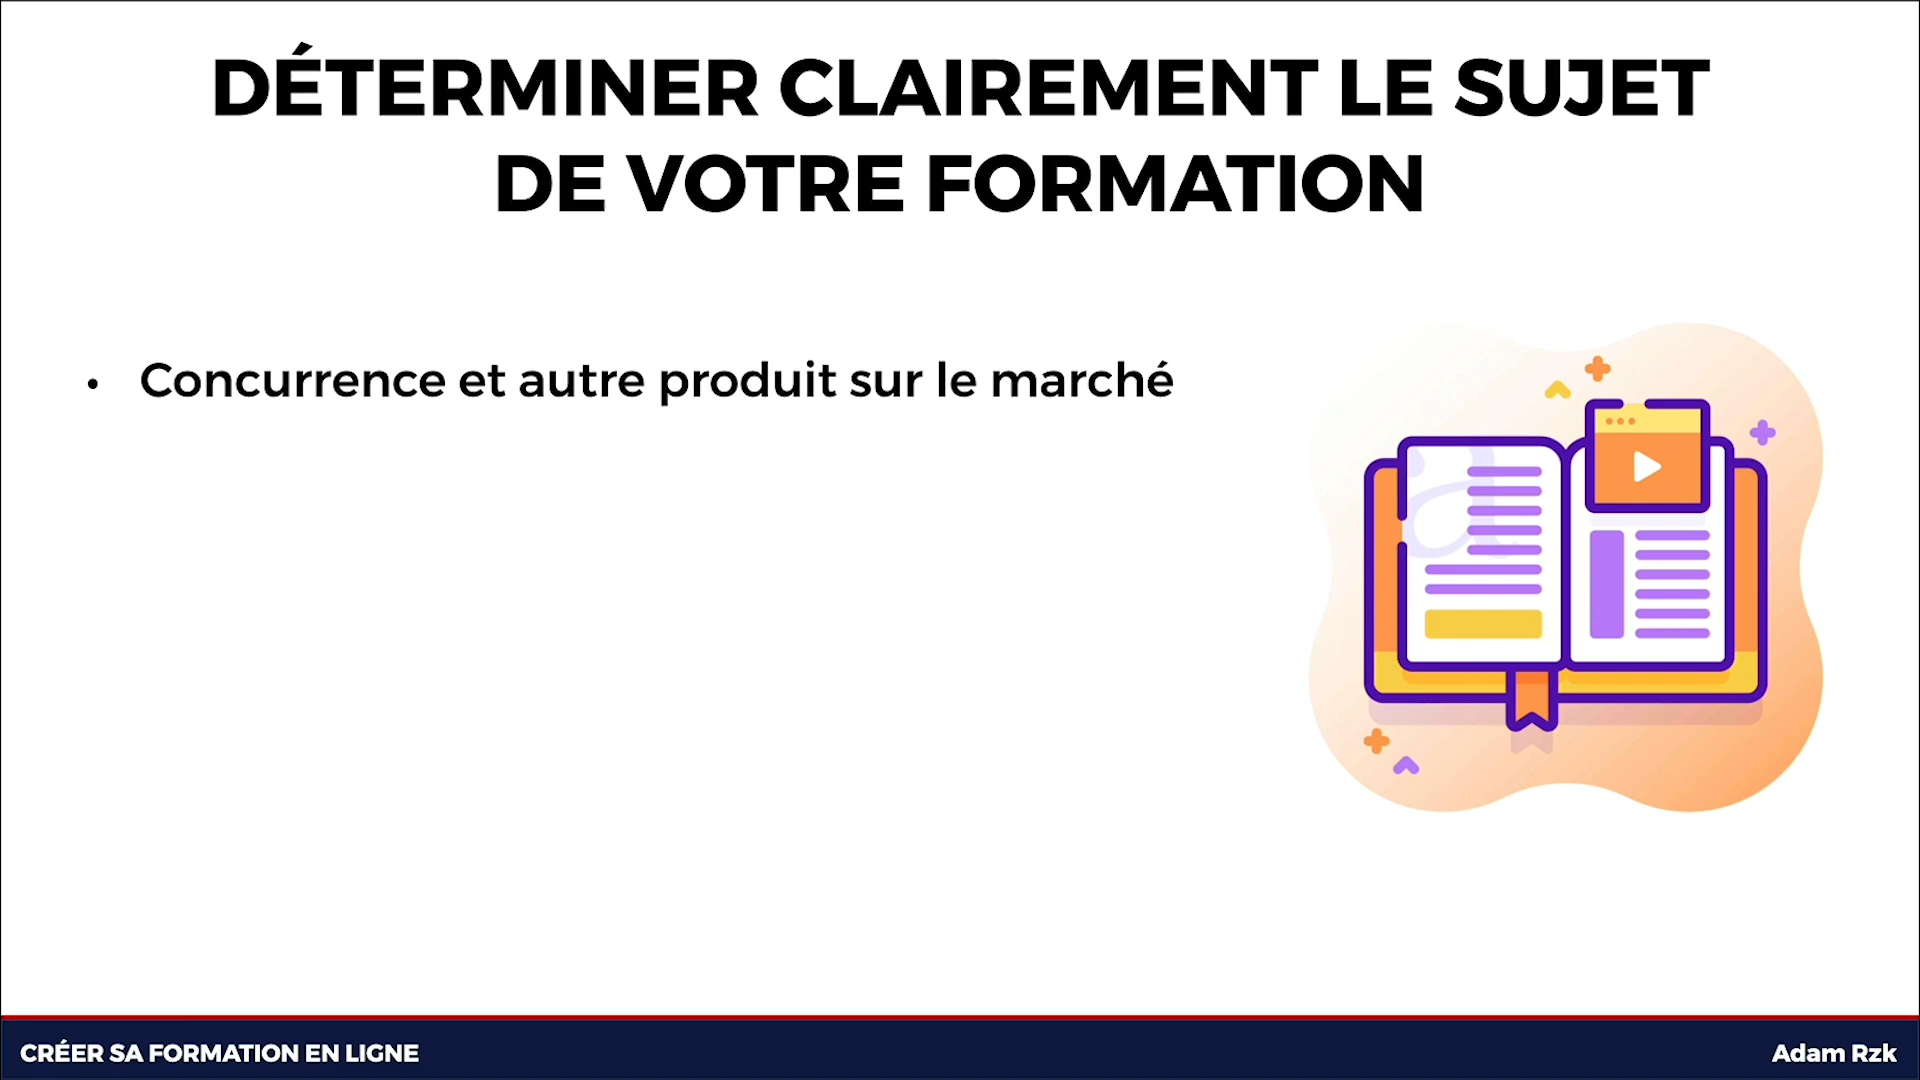 DÉTERMINER CLAIREMENT LE SUJET
DE VOTRE FORMATION
• Concurrence et autre produit sur le marché
a
CRÉER SA FORMATION EN LIGNE
Adam Rzk